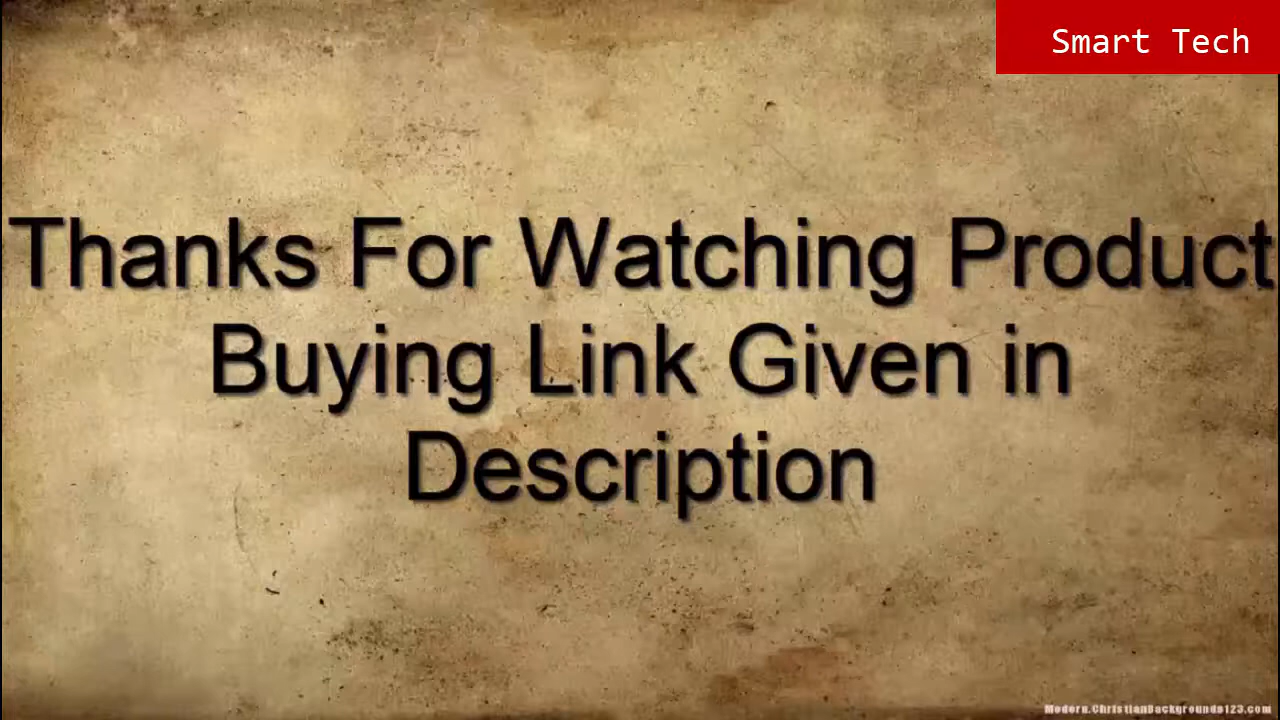 Smart Tech
Thanks For Watching Product
Buying Link Given in
Description
Modern.ChristianBackgrounds123.com